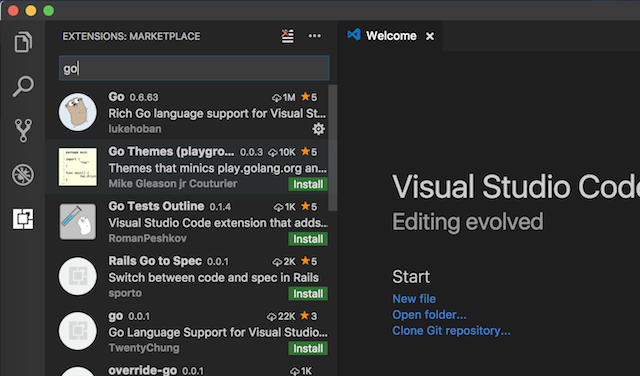 EXTENSIONS: MARKETPLACE
Welcome
go
Go 0.6.63 1M 5
Rich Go language support for Visual St...
lukehoban
Go Themes (playgro... 0.0.3 10K 5
Themes that minics play.golang.org an...
Mike Gleason jr Couturier Install
Go Tests Outline 0.1.4 1K 5
Visual Studio Code extension that adds...
RomanPeshkov Install
Rails Go to Spec 0.0.1 2K 5
Switch between code and spec in Rails
sporto Install
go 0.0.1 22K 3
Go Language Support for Visual Studio...
TwentyChung Install
override-go 0.0.1 1K
Visual Studio Code
Editing evolved
Start
New file
Open folder...
Clone Git repository...